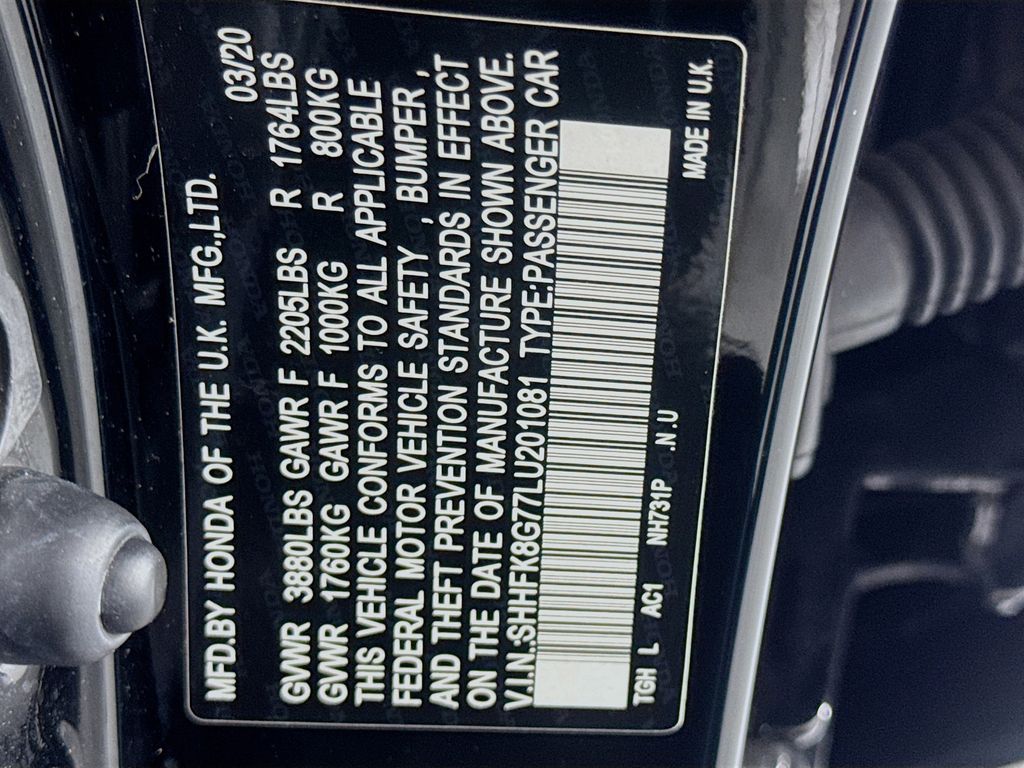 MFD.BY HONDA OF THE U.K. MFG.,LTD. 03/20
GVWR 3880LBS GAWR F 2205LBS R 1764LBS
GVWR 1760KG GAWR F 1000KG R 800KG
THIS VEHICLE CONFORMS TO ALL APPLICABLE
FEDERAL MOTOR VEHICLE SAFETY , BUMPER ,
AND THEFT PREVENTION STANDARDS IN EFFECT
ON THE DATE OF MANUFACTURE SHOWN ABOVE.
V.I.N.:SHHFK8G77LU201081 TYPE:PASSENGER CAR
TGH L AC1 NH731P .N.U
MADE IN U.K.